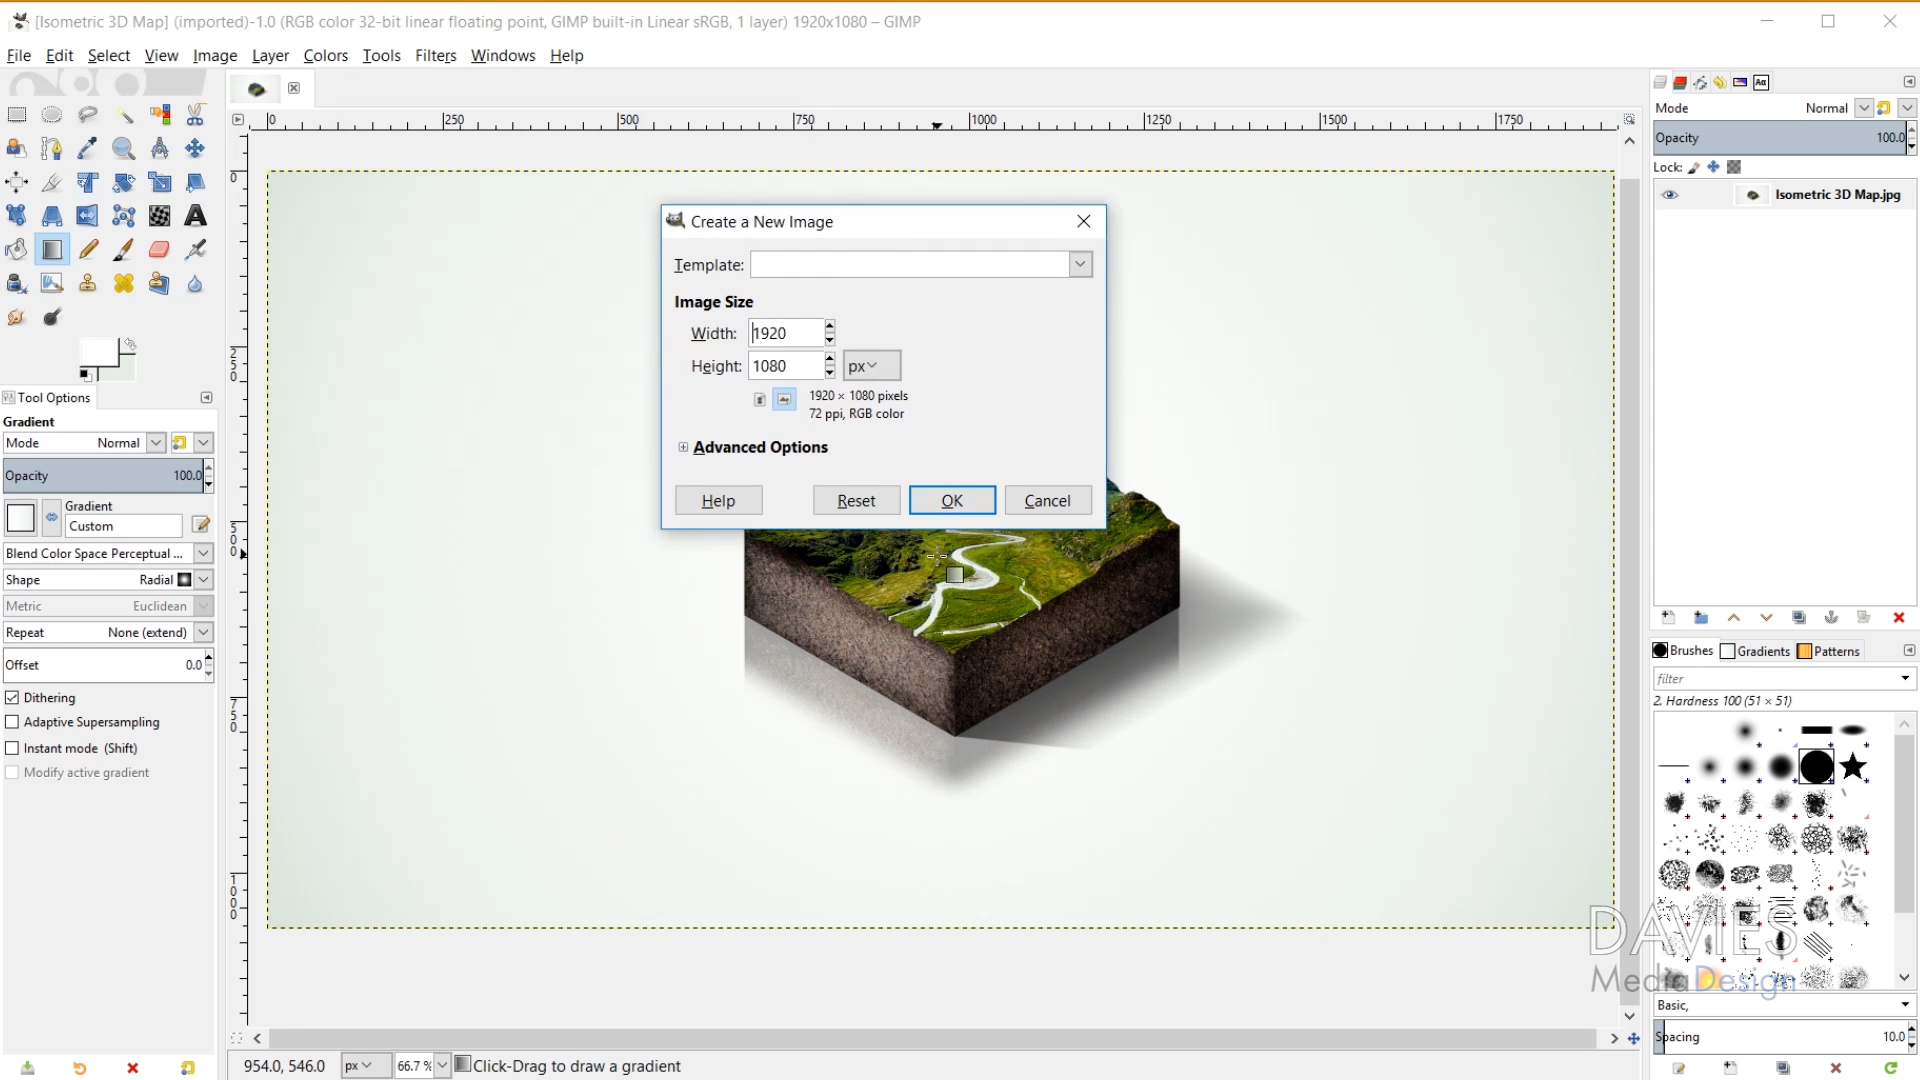 [Isometric 3D Map] (imported)-1.0 (RGB color 32-bit linear floating point, GIMP built-in Linear sRGB, 1 layer) 1920x1080 – GIMP
File Edit Select View Image Layer Colors Tools Filters Windows Help
0 250 500 750 1000 1250 1500 1750
0
250
500
750
1000
Tool Options
Gradient
Mode Normal
Opacity 100.0
Gradient
Custom
Blend Color Space Perceptual ...
Shape Radial
Metric Euclidean
Repeat None (extend)
Offset 0.0
Dithering
Adaptive Supersampling
Instant mode (Shift)
Modify active gradient
Create a New Image
Template:
Image Size
Width: 1920
Height: 1080 px
1920 × 1080 pixels
72 ppi, RGB color
Advanced Options
Help Reset OK Cancel
954.0, 546.0 px 66.7 % Click-Drag to draw a gradient
Mode Normal
Opacity 100.0
Lock:
Isometric 3D Map.jpg
Brushes Gradients Patterns
filter
2. Hardness 100 (51 × 51)
DAVIES
Media Design
Basic,
Spacing 10.0